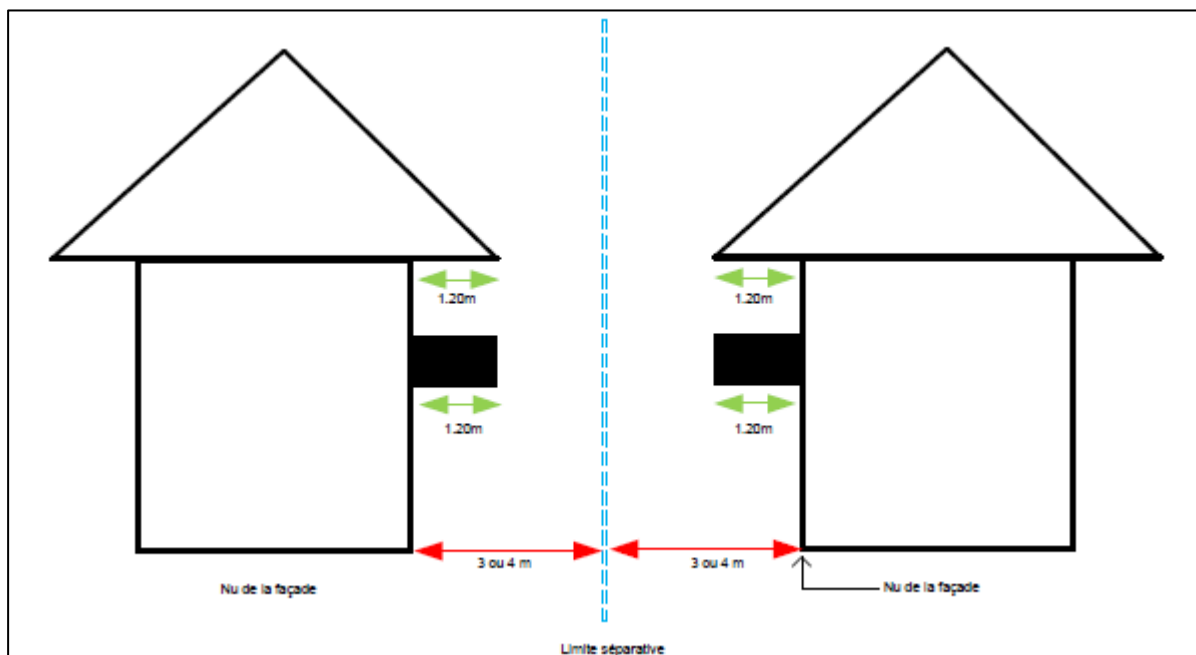 1.20m
1.20m
1.20m
1.20m
3 ou 4 m
3 ou 4 m
Nu de la façade
Nu de la façade
Limite séparative